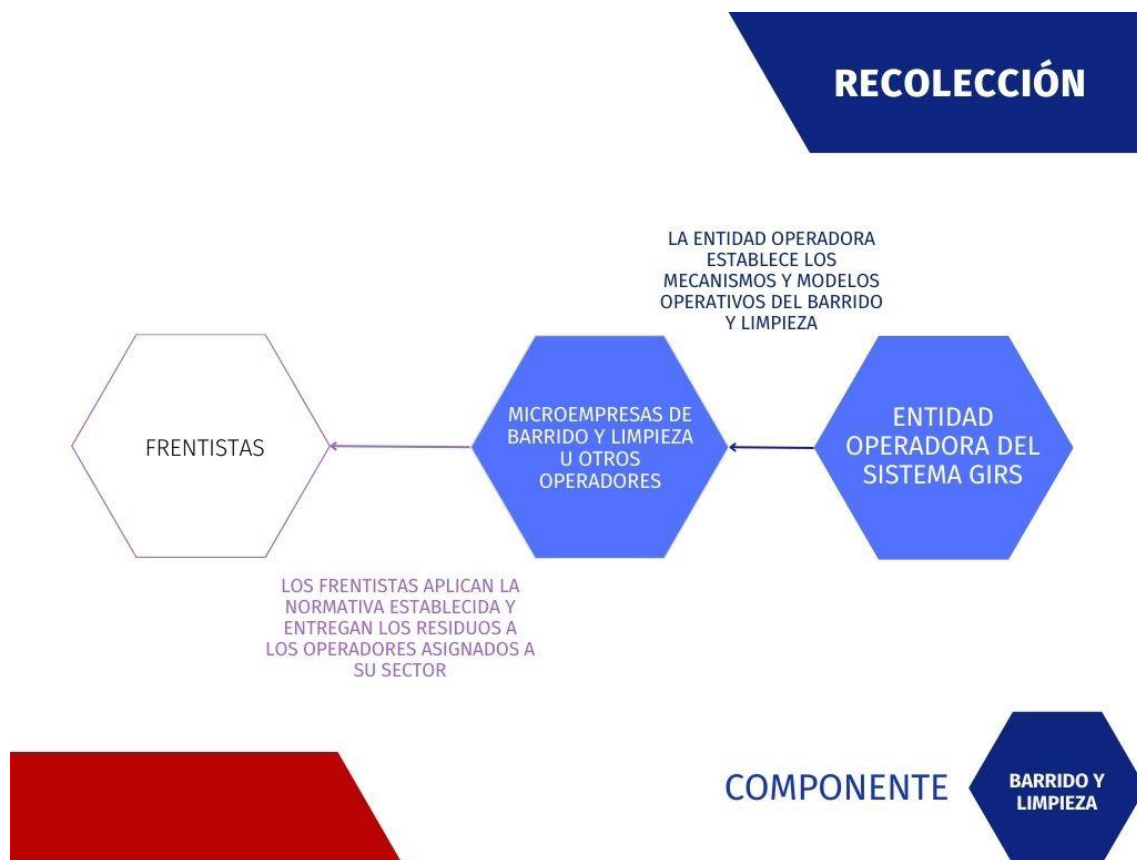 RECOLECCIÓN
LA ENTIDAD OPERADORA
ESTABLECE LOS
MECANISMOS Y MODELOS
OPERATIVOS DEL BARRIDO
Y LIMPIEZA
FRENTISTAS
MICROEMPRESAS DE
BARRIDO Y LIMPIEZA
U OTROS
OPERADORES
ENTIDAD
OPERADORA DEL
SISTEMA GIRS
LOS FRENTISTAS APLICAN LA
NORMATIVA ESTABLECIDA Y
ENTREGAN LOS RESIDUOS A
LOS OPERADORES ASIGNADOS A
SU SECTOR
COMPONENTE
BARRIDO Y
LIMPIEZA